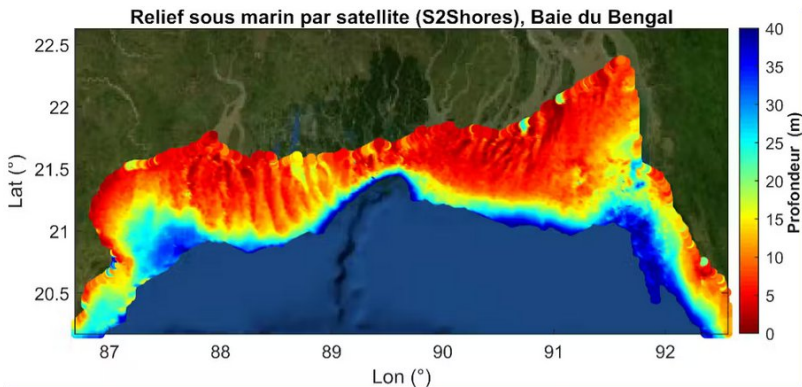 Relief sous marin par satellite (S2Shores), Baie du Bengal
22.5
22
21.5
21
20.5
Lat (°)
87 88 89 90 91 92
Lon (°)
40
35
30
25
20
15
10
5
0
Profondeur (m)